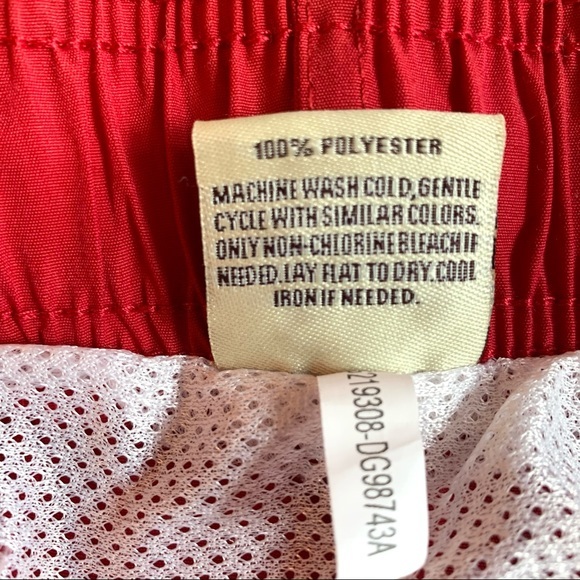 100% POLYESTER
MACHINE WASH COLD, GENTLE
CYCLE WITH SIMILAR COLORS.
ONLY NON-CHLORINE BLEACH IF
NEEDED. LAY FLAT TO DRY. COOL
IRON IF NEEDED.
219308-DG98743A